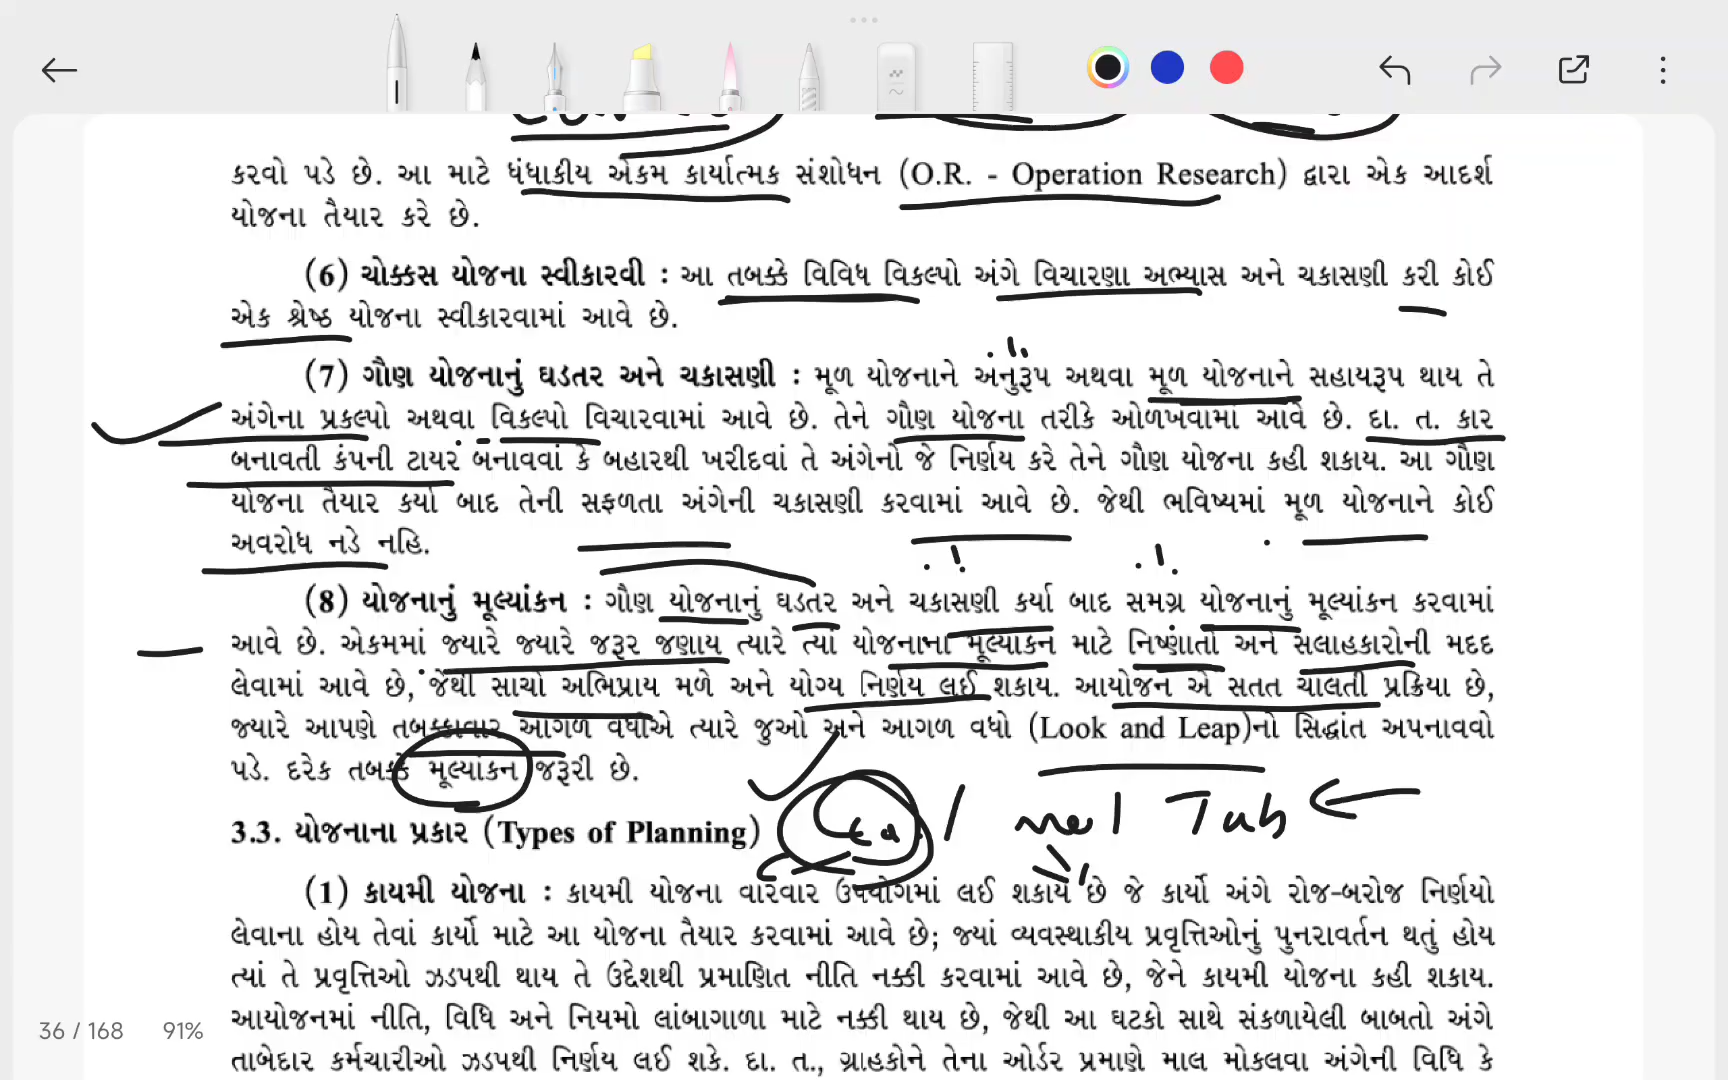 કરવો પડે છે. આ માટે ધંધાકીય એકમ કાર્યાત્મક સંશોધન (O.R. - Operation Research) દ્વારા એક આદર્શ
યોજના તૈયાર કરે છે.
(6) ચોક્કસ યોજના સ્વીકારવી : આ તબક્કે વિવિધ વિકલ્પો અંગે વિચારણા અભ્યાસ અને ચકાસણી કરી કોઈ
એક શ્રેષ્ઠ યોજના સ્વીકારવામાં આવે છે.
(7) ગૌણ યોજનાનું ઘડતર અને ચકાસણી : મૂળ યોજનાને અનુરૂપ અથવા મૂળ યોજનાને સહાયરૂપ થાય તે
અંગેના પ્રકલ્પો અથવા વિકલ્પો વિચારવામાં આવે છે. તેને ગૌણ યોજના તરીકે ઓળખવામાં આવે છે. દા. ત. કાર
બનાવતી કંપની ટાયર બનાવવાં કે બહારથી ખરીદવાં તે અંગેનો જે નિર્ણય કરે તેને ગૌણ યોજના કહી શકાય. આ ગૌણ
યોજના તૈયાર કર્યા બાદ તેની સફળતા અંગેની ચકાસણી કરવામાં આવે છે. જેથી ભવિષ્યમાં મૂળ યોજનાને કોઈ
અવરોધ નડે નહિ.
(8) યોજનાનું મૂલ્યાંકન : ગૌણ યોજનાનું ઘડતર અને ચકાસણી કર્યા બાદ સમગ્ર યોજનાનું મૂલ્યાંકન કરવામાં
આવે છે. એકમમાં જ્યારે જ્યારે જરૂર જણાય ત્યારે ત્યાં યોજનાના મૂલ્યાંકન માટે નિષ્ણાતો અને સલાહકારોની મદદ
લેવામાં આવે છે, જેથી સાચો અભિપ્રાય મળે અને યોગ્ય નિર્ણય લઈ શકાય. આયોજન એ સતત ચાલતી પ્રક્રિયા છે,
જ્યારે આપણે તબક્કાવાર આગળ વધીએ ત્યારે જુઓ અને આગળ વધો (Look and Leap)નો સિદ્ધાંત અપનાવવો
પડે. દરેક તબક્કે મૂલ્યાંકન જરૂરી છે.
3.3. યોજનાના પ્રકાર (Types of Planning)
(1) કાયમી યોજના : કાયમી યોજના વારંવાર ઉપયોગમાં લઈ શકાય છે જે કાર્યો અંગે રોજ-બરોજ નિર્ણયો
લેવાના હોય તેવાં કાર્યો માટે આ યોજના તૈયાર કરવામાં આવે છે; જ્યાં વ્યવસ્થાકીય પ્રવૃત્તિઓનું પુનરાવર્તન થતું હોય
ત્યાં તે પ્રવૃત્તિઓ ઝડપથી થાય તે ઉદ્દેશથી પ્રમાણિત નીતિ નક્કી કરવામાં આવે છે, જેને કાયમી યોજના કહી શકાય.
આયોજનમાં નીતિ, વિધિ અને નિયમો લાંબાગાળા માટે નક્કી થાય છે, જેથી આ ઘટકો સાથે સંકળાયેલી બાબતો અંગે
36 / 168 91%
તાબેદાર કર્મચારીઓ ઝડપથી નિર્ણય લઈ શકે. દા. ત., ગ્રાહકોને તેના ઓર્ડર પ્રમાણે માલ મોકલવા અંગેની વિધિ કે